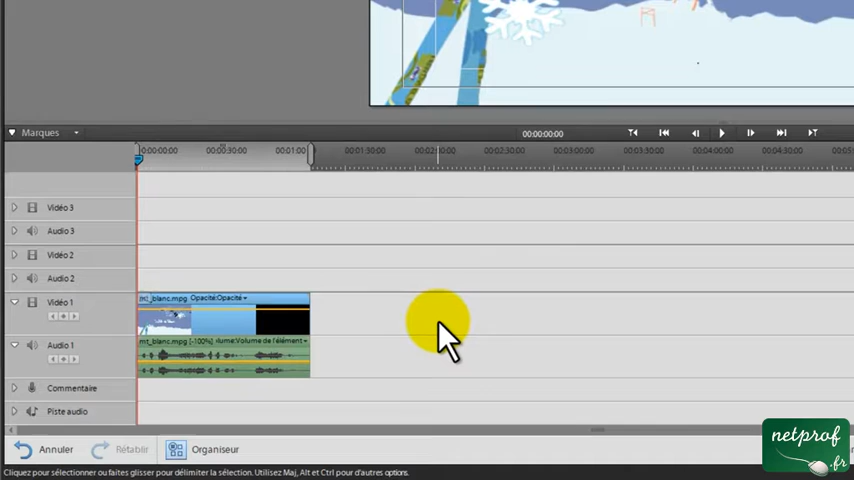 Marques
00:00:00:00
0:00:00:00 00:00:30:00 00:01:00 00:01:30:00 00:02:00:00 00:02:30:00 00:03:00:00 00:03:30:00 00:04:00:00 00:04:30:00 00:05
Vidéo 3
Audio 3
Vidéo 2
Audio 2
Vidéo 1
_blanc.mpg Opacité:Opacité
Audio 1
mt_blanc.mpg [-100%] lume:Volume de l'élément
Commentaire
Piste audio
Annuler Rétablir Organiseur
Cliquez pour sélectionner ou faites glisser pour délimiter la sélection. Utilisez Maj, Alt et Ctrl pour d'autres options.
netprof
.fr